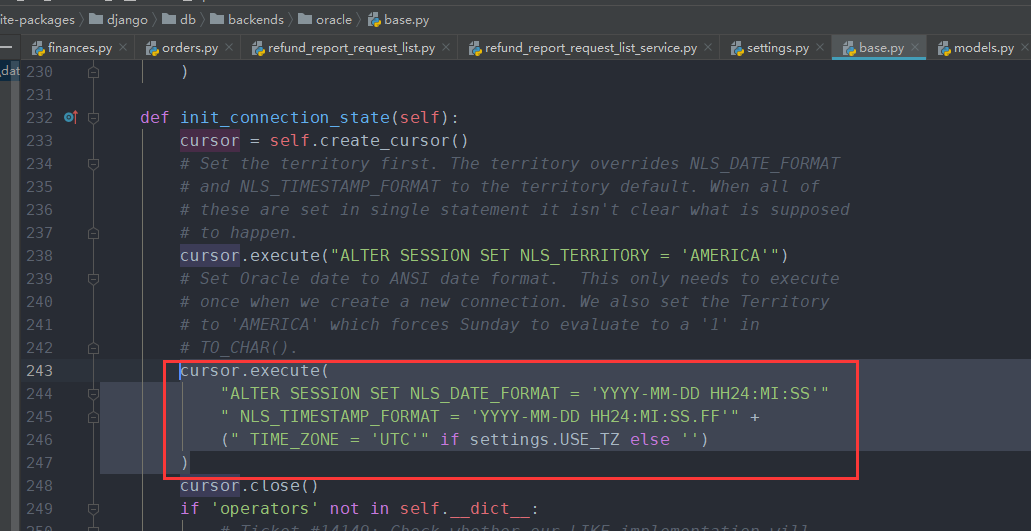 ite-packages django db backends oracle base.py
finances.py orders.py refund_report_request_list.py refund_report_request_list_service.py settings.py base.py models.py
dat
230 )
231
232 def init_connection_state(self):
233 cursor = self.create_cursor()
234 # Set the territory first. The territory overrides NLS_DATE_FORMAT
235 # and NLS_TIMESTAMP_FORMAT to the territory default. When all of
236 # these are set in single statement it isn't clear what is supposed
237 # to happen.
238 cursor.execute("ALTER SESSION SET NLS_TERRITORY = 'AMERICA'")
239 # Set Oracle date to ANSI date format.  This only needs to execute
240 # once when we create a new connection. We also set the Territory
241 # to 'AMERICA' which forces Sunday to evaluate to a '1' in
242 # TO_CHAR().
243 cursor.execute(
244 "ALTER SESSION SET NLS_DATE_FORMAT = 'YYYY-MM-DD HH24:MI:SS'"
245 " NLS_TIMESTAMP_FORMAT = 'YYYY-MM-DD HH24:MI:SS.FF'" +
246 (" TIME_ZONE = 'UTC'" if settings.USE_TZ else '')
247 )
248 cursor.close()
249 if 'operators' not in self.__dict__:
250 # Ticket #14149: Check whether our LIKE implementation will